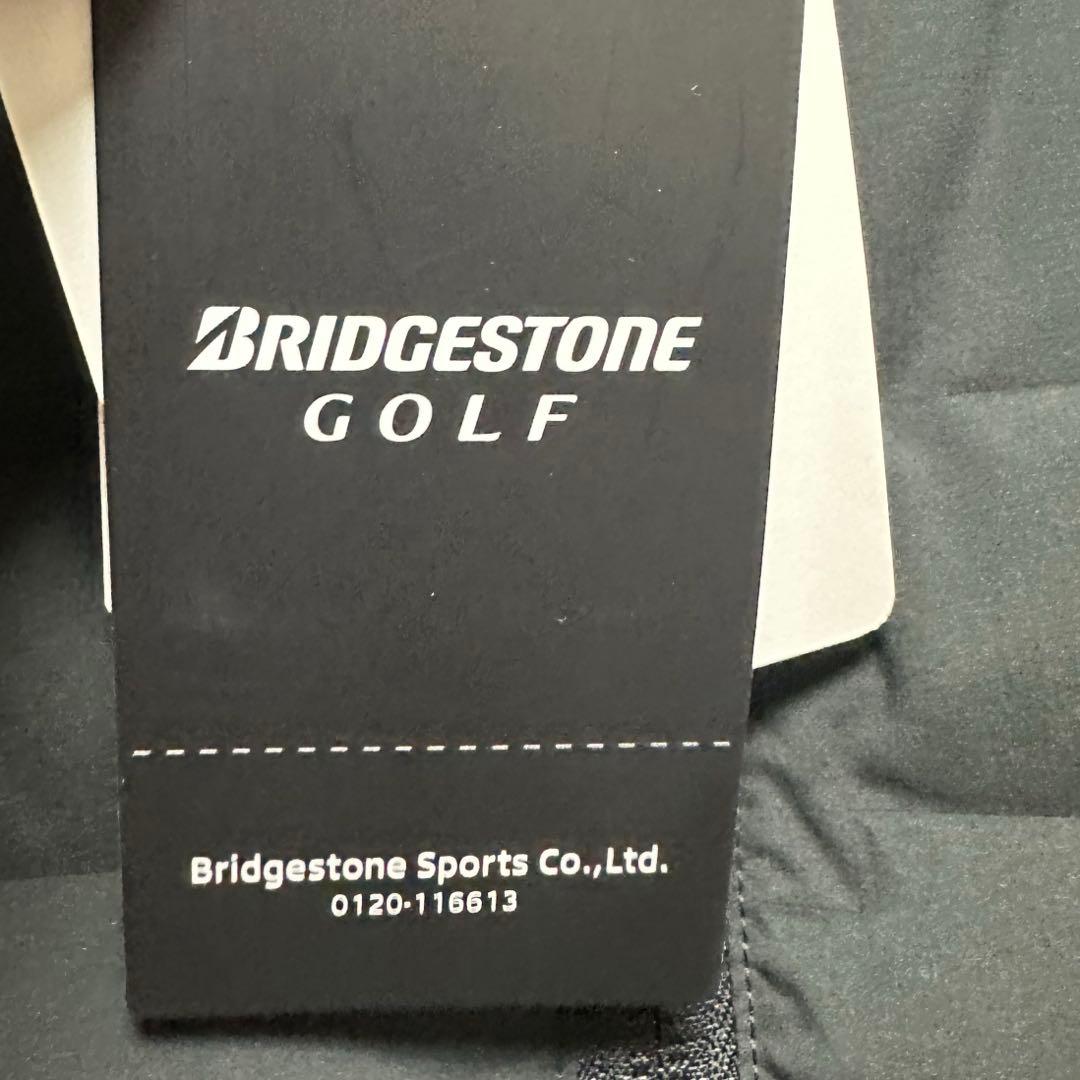 BRIDGESTONE
GOLF
Bridgestone Sports Co.,Ltd.
0120-116613